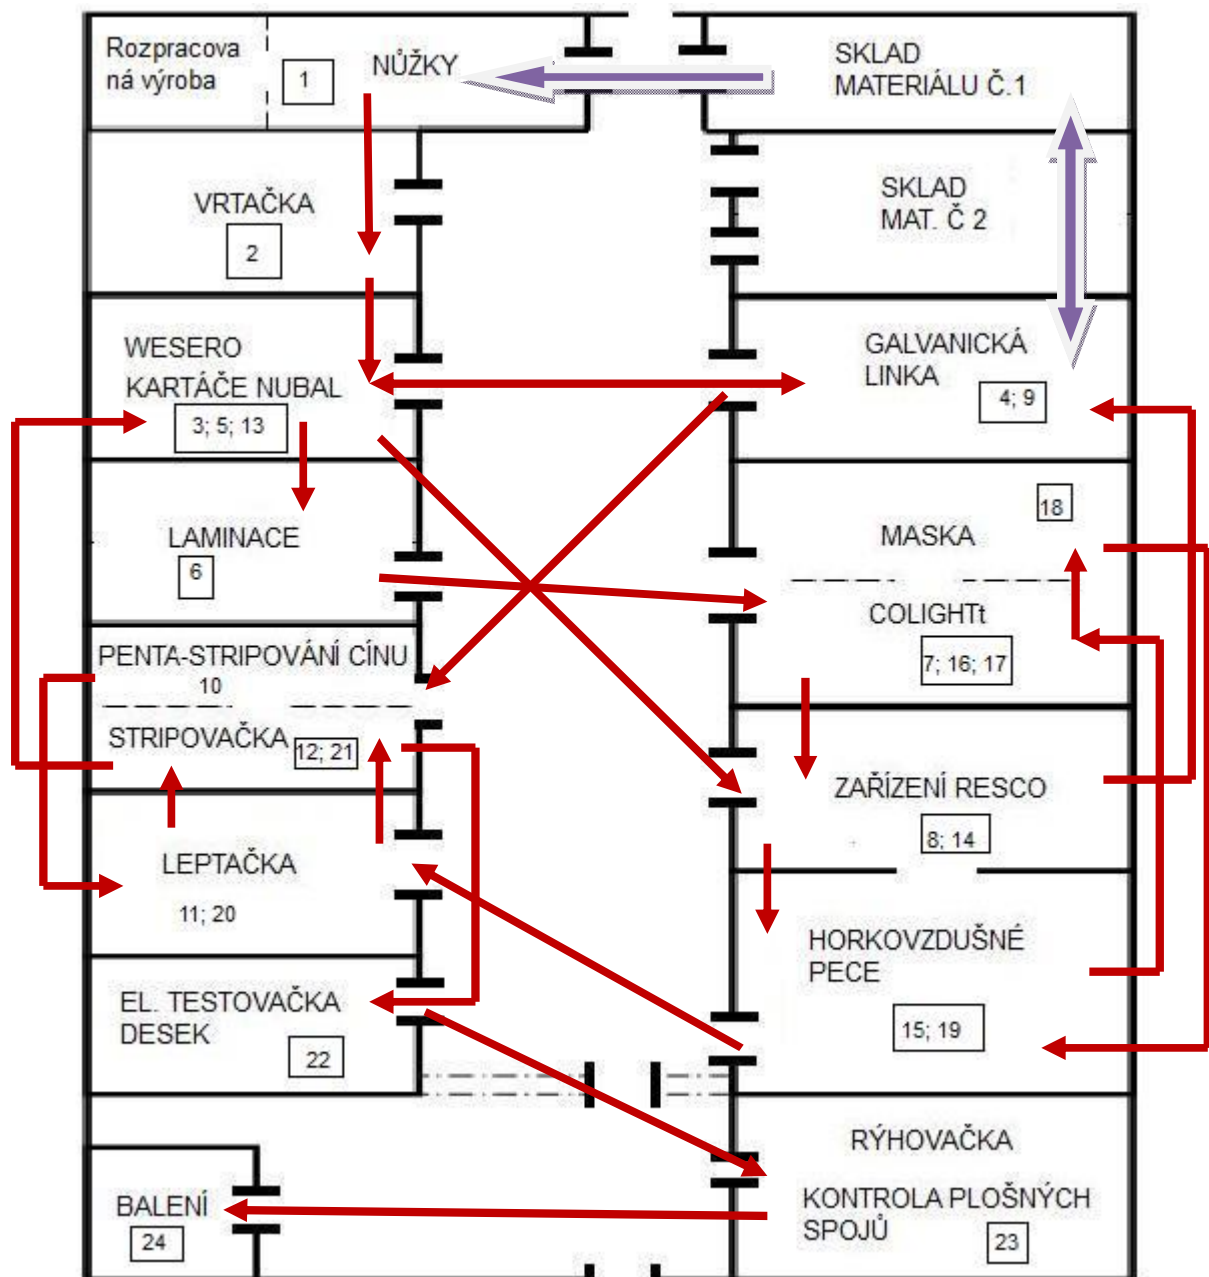 Rozpracova
ná výroba
1
NŮŽKY
SKLAD
MATERIÁLU Č.1
VRTAČKA
2
SKLAD
MAT. Č 2
WESERO
KARTÁČE NUBAL
3; 5; 13
GALVANICKÁ
LINKA
4; 9
LAMINACE
6
18
MASKA
COLIGHTt
7; 16; 17
PENTA-STRIPOVÁNÍ CÍNU
10
STRIPOVAČKA
12; 21
ZAŘÍZENÍ RESCO
8; 14
LEPTAČKA
11; 20
HORKOVZDUŠNÉ
PECE
15; 19
EL. TESTOVAČKA
DESEK
22
RÝHOVAČKA
KONTROLA PLOŠNÝCH
SPOJŮ
23
BALENÍ
24